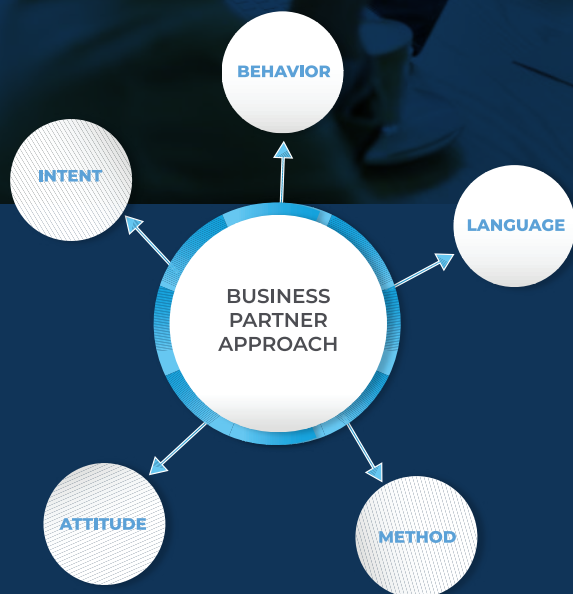 BEHAVIOR
INTENT
LANGUAGE
BUSINESS
PARTNER
APPROACH
ATTITUDE
METHOD